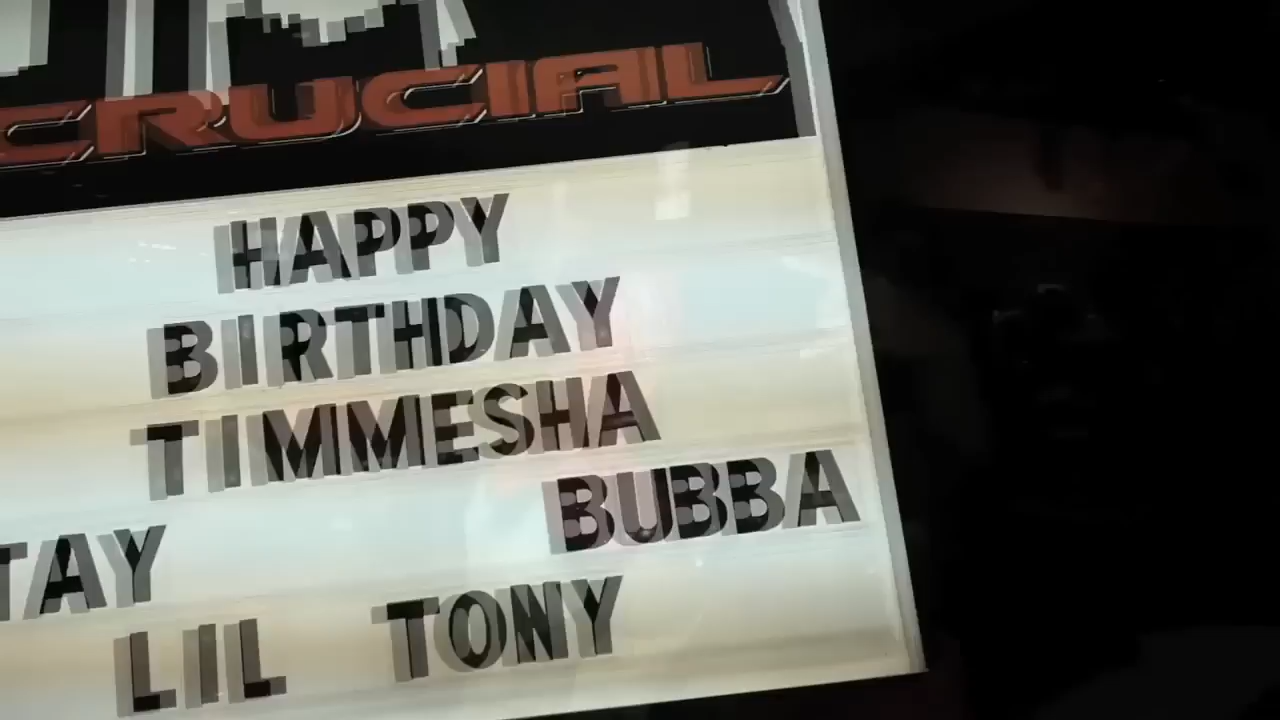 CRUCIAL
HAPPY
BIRTHDAY
TIMMESHA
TAY BUBBA
LIL TONY